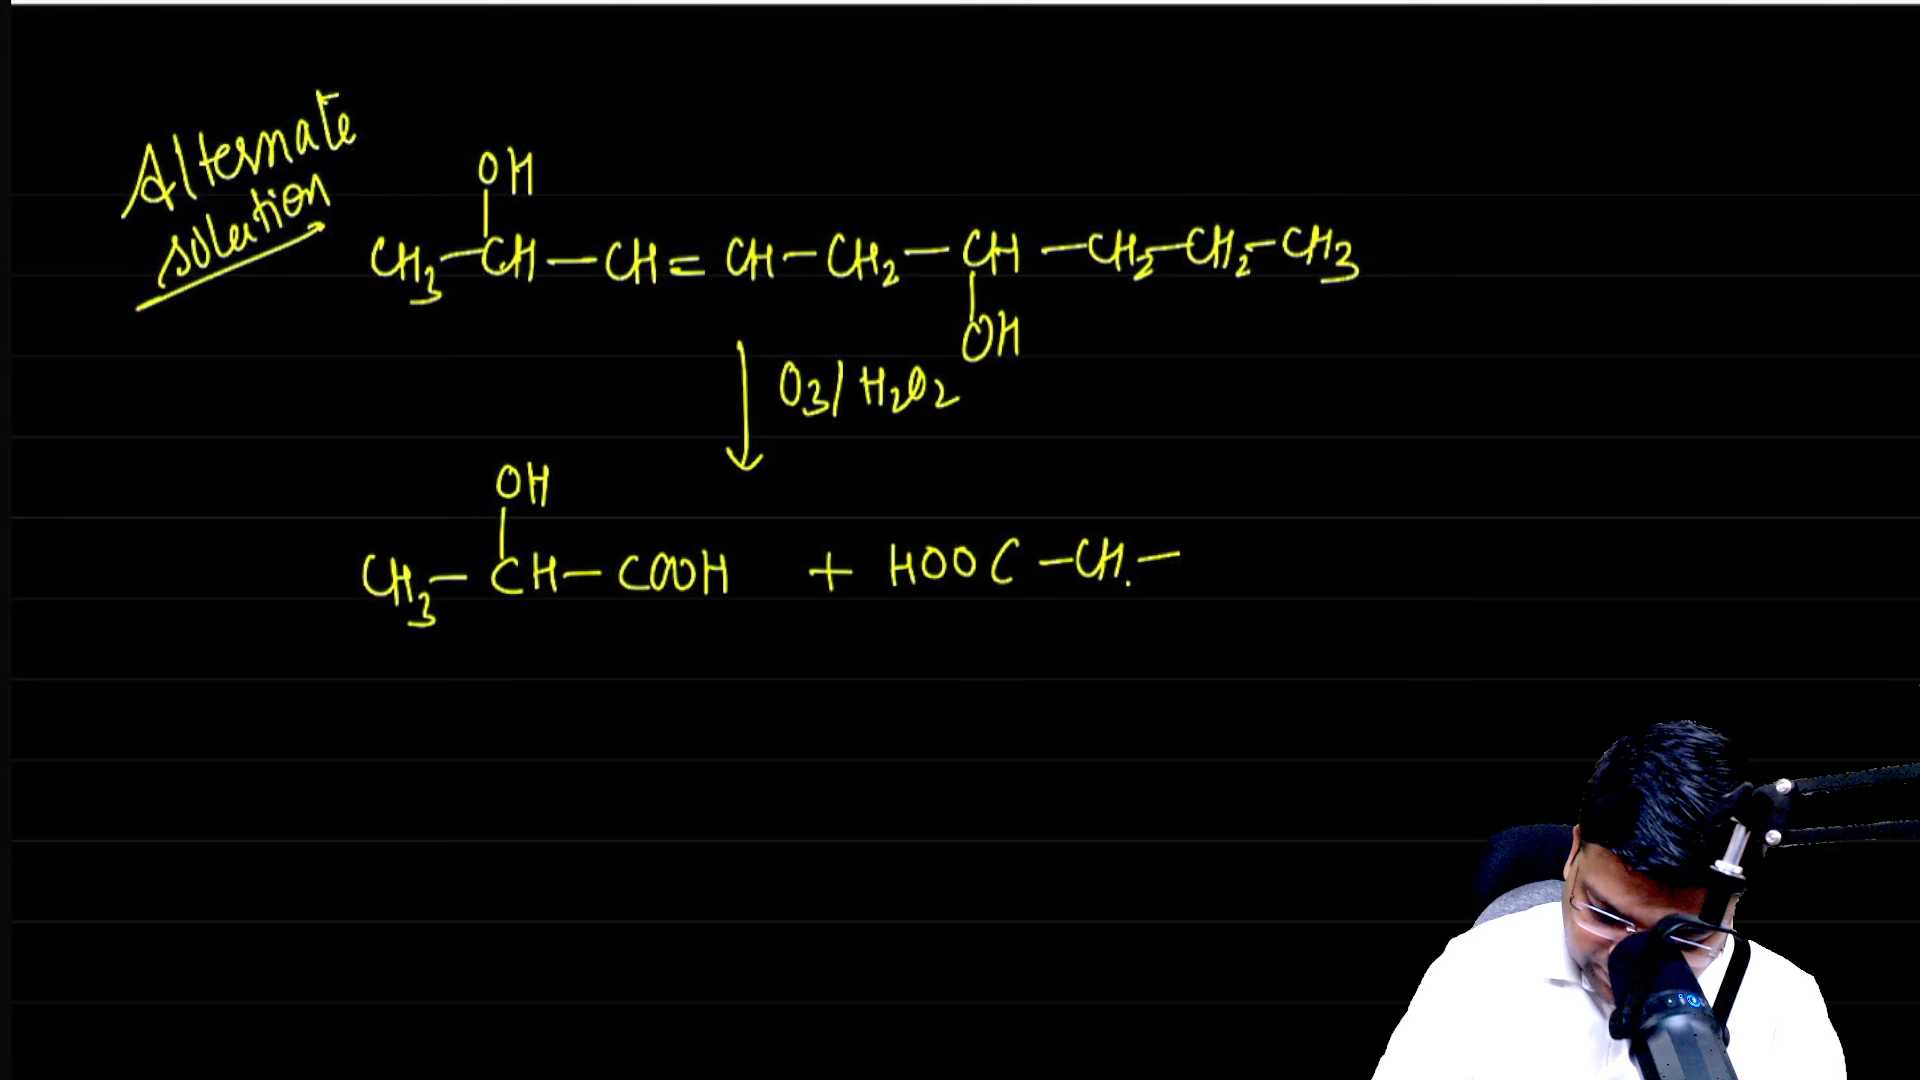 Alternate
solution
OH
CH₃-CH-CH=CH-CH₂-CH-CH₂-CH₂-CH₃
OH
O₃/H₂O₂
OH
CH₃-CH-COOH + HOOC-CH-